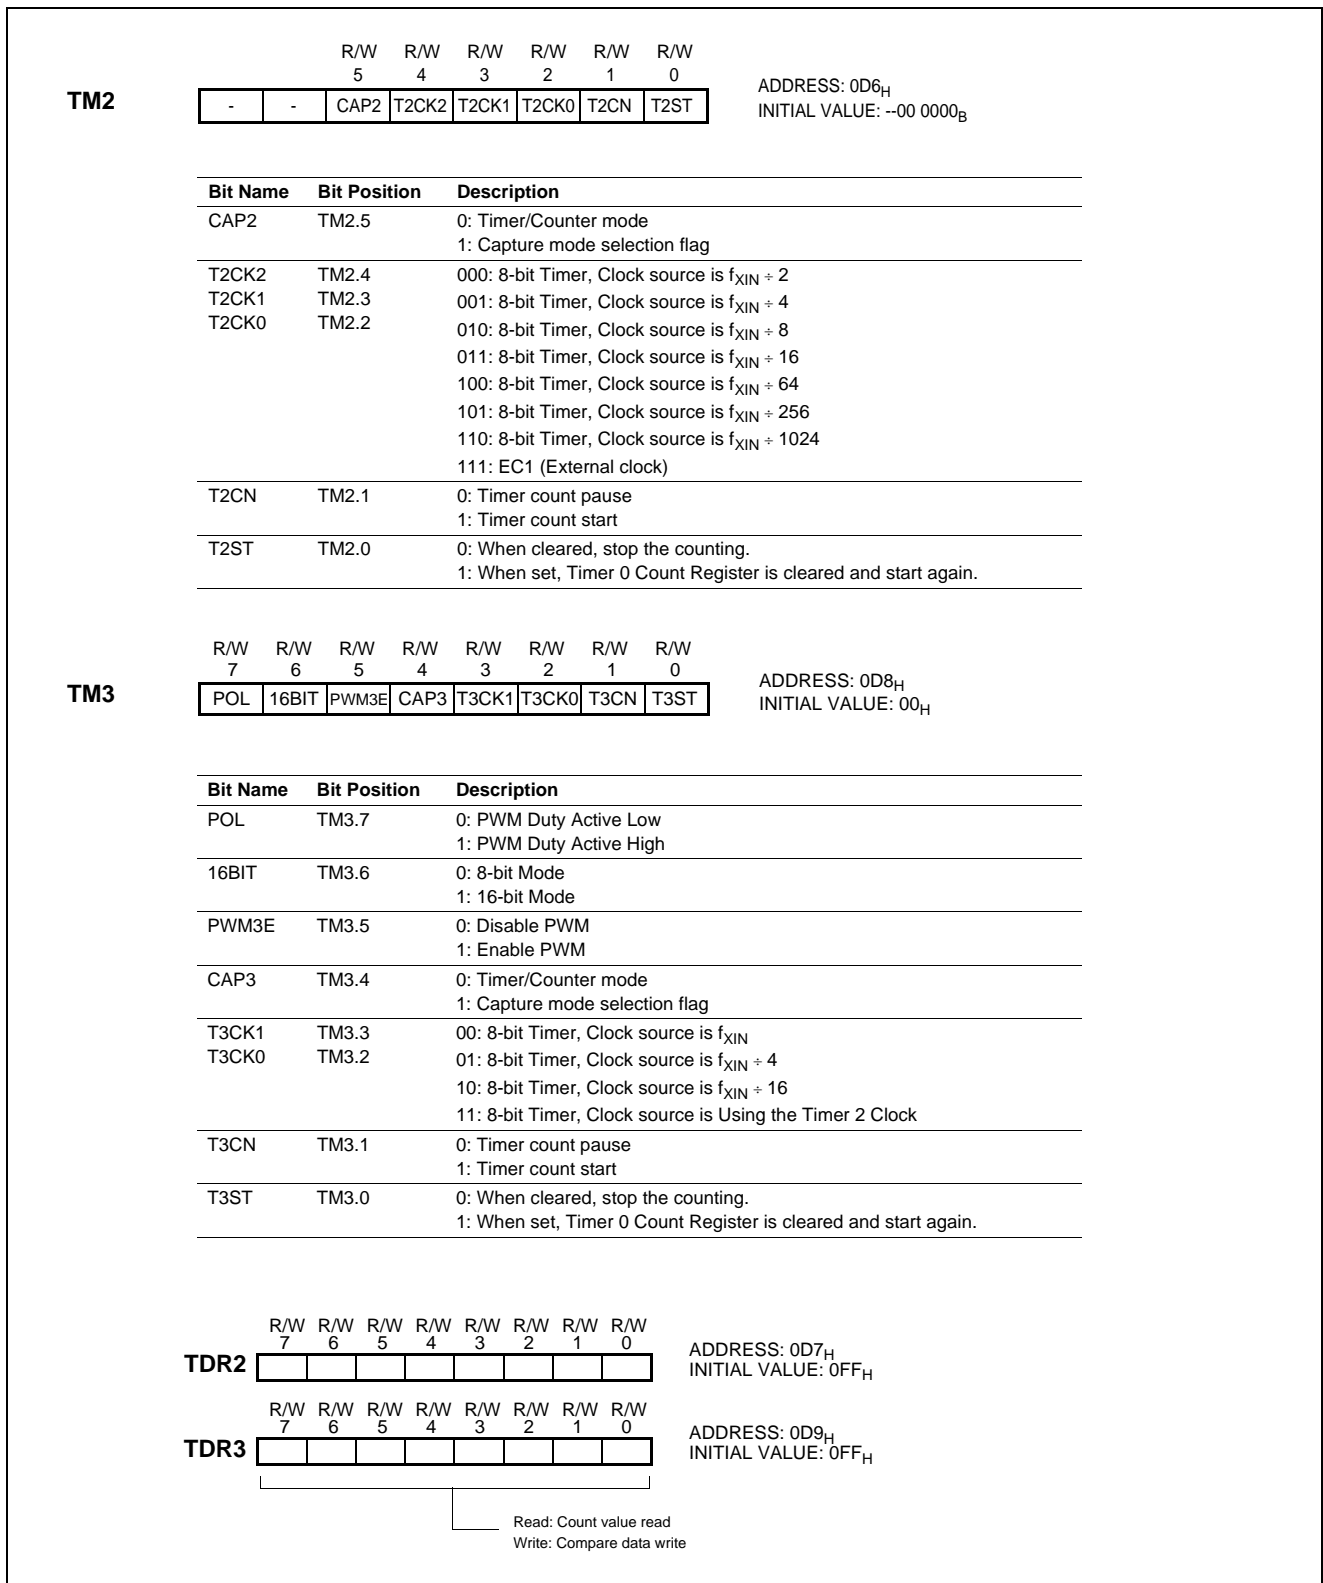 R/W R/W R/W R/W R/W R/W
5 4 3 2 1 0
TM2 - - CAP2 T2CK2 T2CK1 T2CK0 T2CN T2ST
ADDRESS: 0D6H
INITIAL VALUE: --00 0000B
Bit Name Bit Position Description
CAP2 TM2.5 0: Timer/Counter mode
1: Capture mode selection flag
T2CK2 TM2.4 000: 8-bit Timer, Clock source is fXIN ÷ 2
T2CK1 TM2.3 001: 8-bit Timer, Clock source is fXIN ÷ 4
T2CK0 TM2.2 010: 8-bit Timer, Clock source is fXIN ÷ 8
011: 8-bit Timer, Clock source is fXIN ÷ 16
100: 8-bit Timer, Clock source is fXIN ÷ 64
101: 8-bit Timer, Clock source is fXIN ÷ 256
110: 8-bit Timer, Clock source is fXIN ÷ 1024
111: EC1 (External clock)
T2CN TM2.1 0: Timer count pause
1: Timer count start
T2ST TM2.0 0: When cleared, stop the counting.
1: When set, Timer 0 Count Register is cleared and start again.
R/W R/W R/W R/W R/W R/W R/W R/W
7 6 5 4 3 2 1 0
TM3 POL 16BIT PWM3E CAP3 T3CK1 T3CK0 T3CN T3ST
ADDRESS: 0D8H
INITIAL VALUE: 00H
Bit Name Bit Position Description
POL TM3.7 0: PWM Duty Active Low
1: PWM Duty Active High
16BIT TM3.6 0: 8-bit Mode
1: 16-bit Mode
PWM3E TM3.5 0: Disable PWM
1: Enable PWM
CAP3 TM3.4 0: Timer/Counter mode
1: Capture mode selection flag
T3CK1 TM3.3 00: 8-bit Timer, Clock source is fXIN
T3CK0 TM3.2 01: 8-bit Timer, Clock source is fXIN ÷ 4
10: 8-bit Timer, Clock source is fXIN ÷ 16
11: 8-bit Timer, Clock source is Using the Timer 2 Clock
T3CN TM3.1 0: Timer count pause
1: Timer count start
T3ST TM3.0 0: When cleared, stop the counting.
1: When set, Timer 0 Count Register is cleared and start again.
R/W R/W R/W R/W R/W R/W R/W R/W
7 6 5 4 3 2 1 0
TDR2
ADDRESS: 0D7H
INITIAL VALUE: 0FFH
R/W R/W R/W R/W R/W R/W R/W R/W
7 6 5 4 3 2 1 0
TDR3
ADDRESS: 0D9H
INITIAL VALUE: 0FFH
Read: Count value read
Write: Compare data write